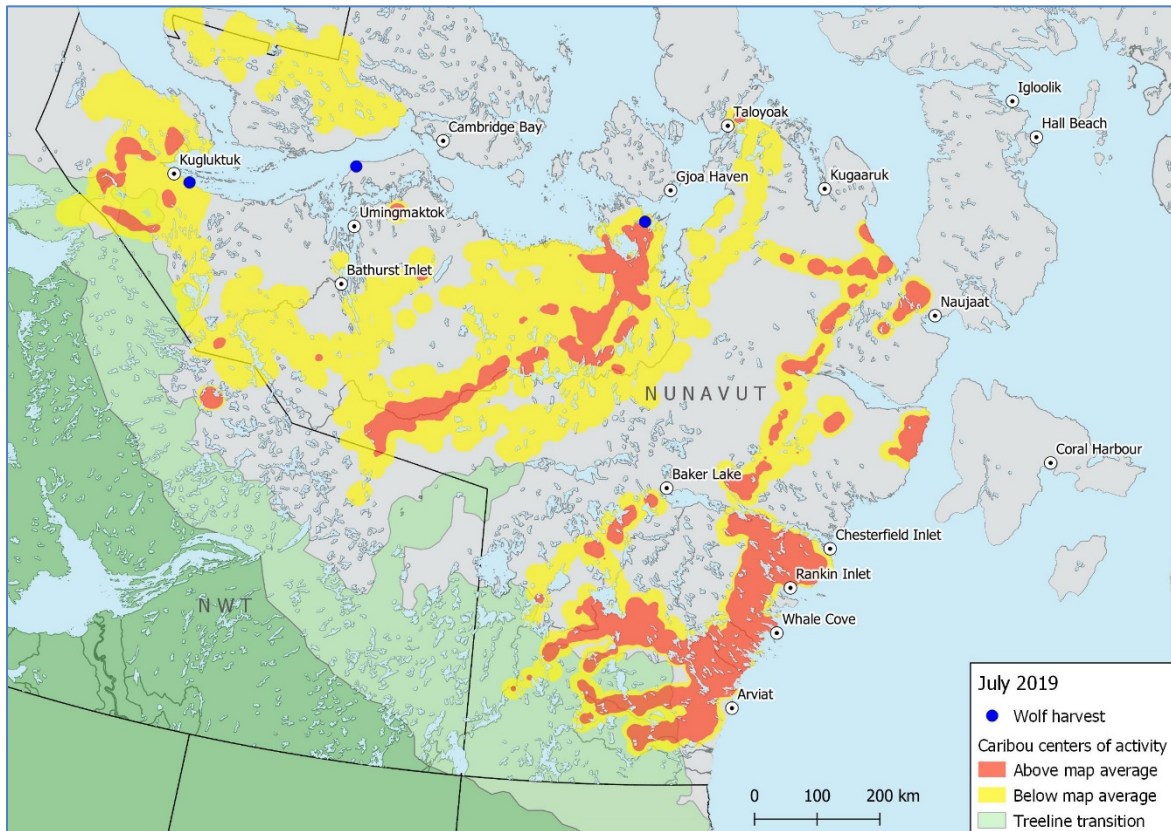 Igloolik
Taloyoak
Cambridge Bay
Hall Beach
Kugluktuk
Gjoa Haven
Kugaaruk
Umingmaktok
Bathurst Inlet
Naujaat
NUNAVUT
Coral Harbour
Baker Lake
Chesterfield Inlet
Rankin Inlet
NWT
Whale Cove
Arviat
July 2019
Wolf harvest
Caribou centers of activity
Above map average
Below map average
Treeline transition
0 100 200 km